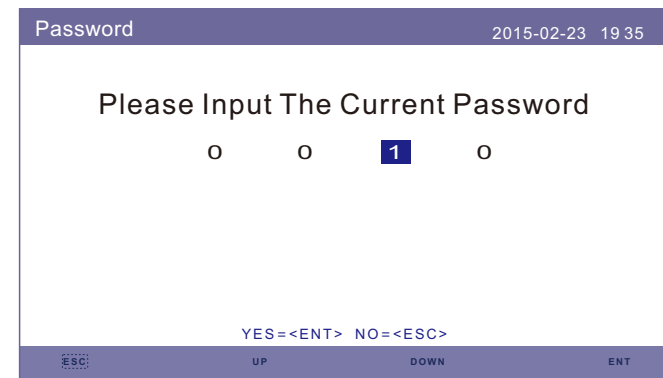 Password 2015-02-23 19 35
Please Input The Current Password
0 0 1 0
YES=<ENT> NO=<ESC>
ESC UP DOWN ENT